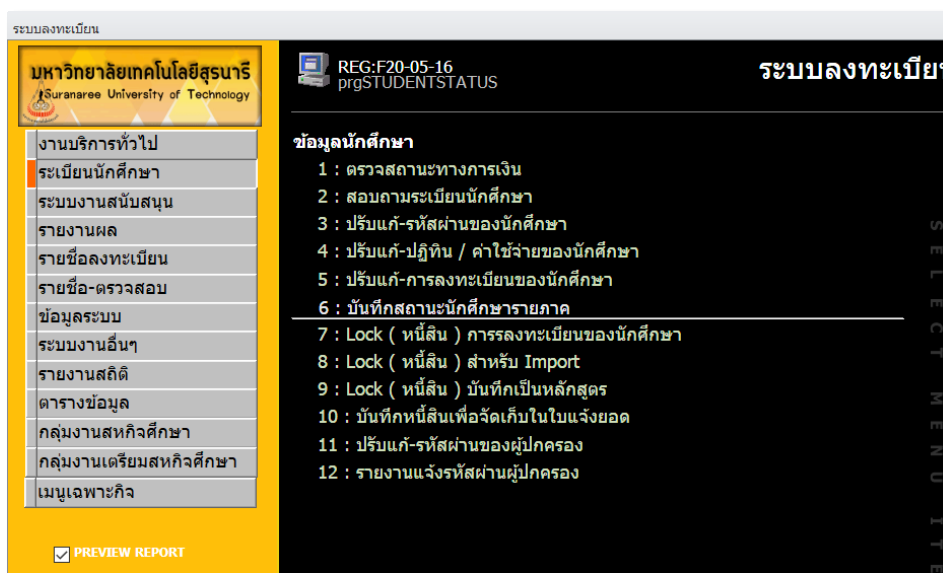 ระบบลงทะเบียน
มหาวิทยาลัยเทคโนโลยีสุรนารี
Suranaree University of Technology
REG:F20-05-16
prgSTUDENTSTATUS
ระบบลงทะเบีย
งานบริการทั่วไป
ระเบียนนักศึกษา
ระบบงานสนับสนุน
รายงานผล
รายชื่อลงทะเบียน
รายชื่อ-ตรวจสอบ
ข้อมูลระบบ
ระบบงานอื่นๆ
รายงานสถิติ
ตารางข้อมูล
กลุ่มงานสหกิจศึกษา
กลุ่มงานเตรียมสหกิจศึกษา
เมนูเฉพาะกิจ
PREVIEW REPORT
ข้อมูลนักศึกษา
1 : ตรวจสถานะทางการเงิน
2 : สอบถามระเบียนนักศึกษา
3 : ปรับแก้-รหัสผ่านของนักศึกษา
4 : ปรับแก้-ปฏิทิน / ค่าใช้จ่ายของนักศึกษา
5 : ปรับแก้-การลงทะเบียนของนักศึกษา
6 : บันทึกสถานะนักศึกษารายภาค
7 : Lock ( หนี้สิน ) การรลงทะเบียนของนักศึกษา
8 : Lock ( หนี้สิน ) สำหรับ Import
9 : Lock ( หนี้สิน ) บันทึกเป็นหลักสูตร
10 : บันทึกหนี้สินเพื่อจัดเก็บในใบแจ้งยอด
11 : ปรับแก้-รหัสผ่านของผู้ปกครอง
12 : รายงานแจ้งรหัสผ่านผู้ปกครอง
SELECT MENU ITE